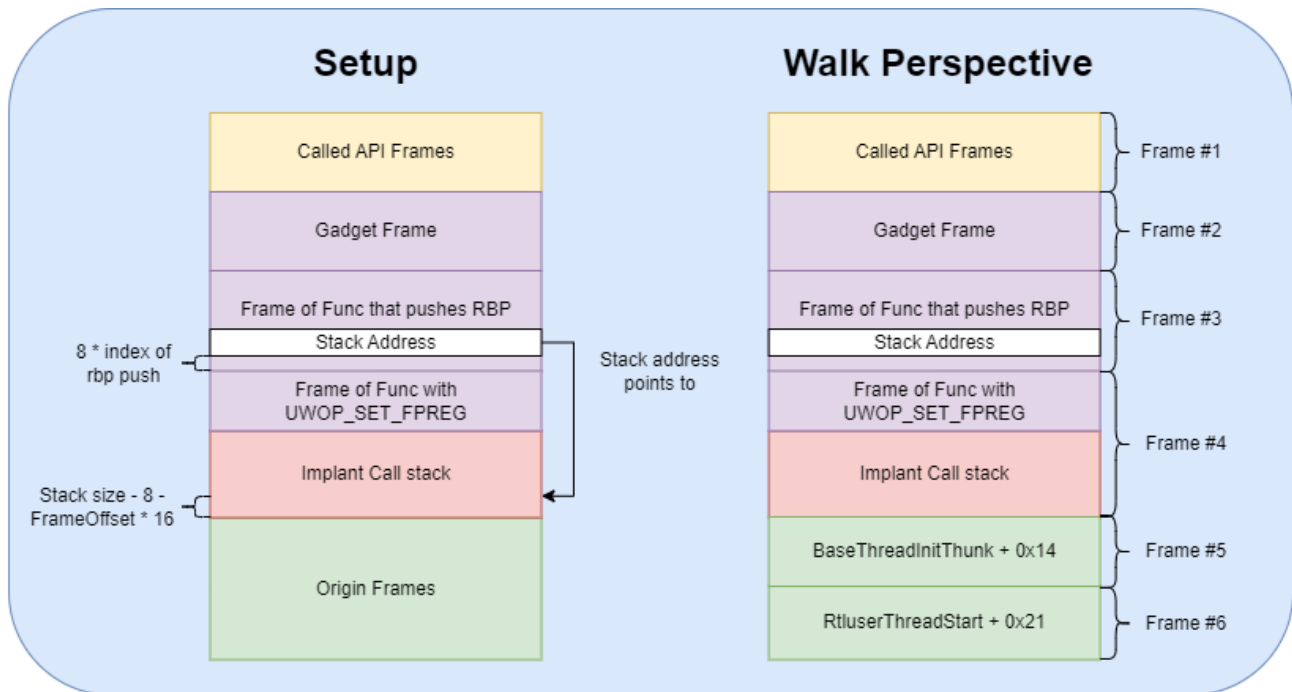 Setup
Called API Frames
Gadget Frame
Frame of Func that pushes RBP
Stack Address
8 * index of
rbp push
Frame of Func with
UWOP_SET_FPREG
Implant Call stack
Stack size - 8 -
FrameOffset * 16
Origin Frames
Stack address
points to
Walk Perspective
Called API Frames
Frame #1
Gadget Frame
Frame #2
Frame of Func that pushes RBP
Stack Address
Frame #3
Frame of Func with
UWOP_SET_FPREG
Implant Call stack
Frame #4
BaseThreadInitThunk + 0x14
Frame #5
RtluserThreadStart + 0x21
Frame #6